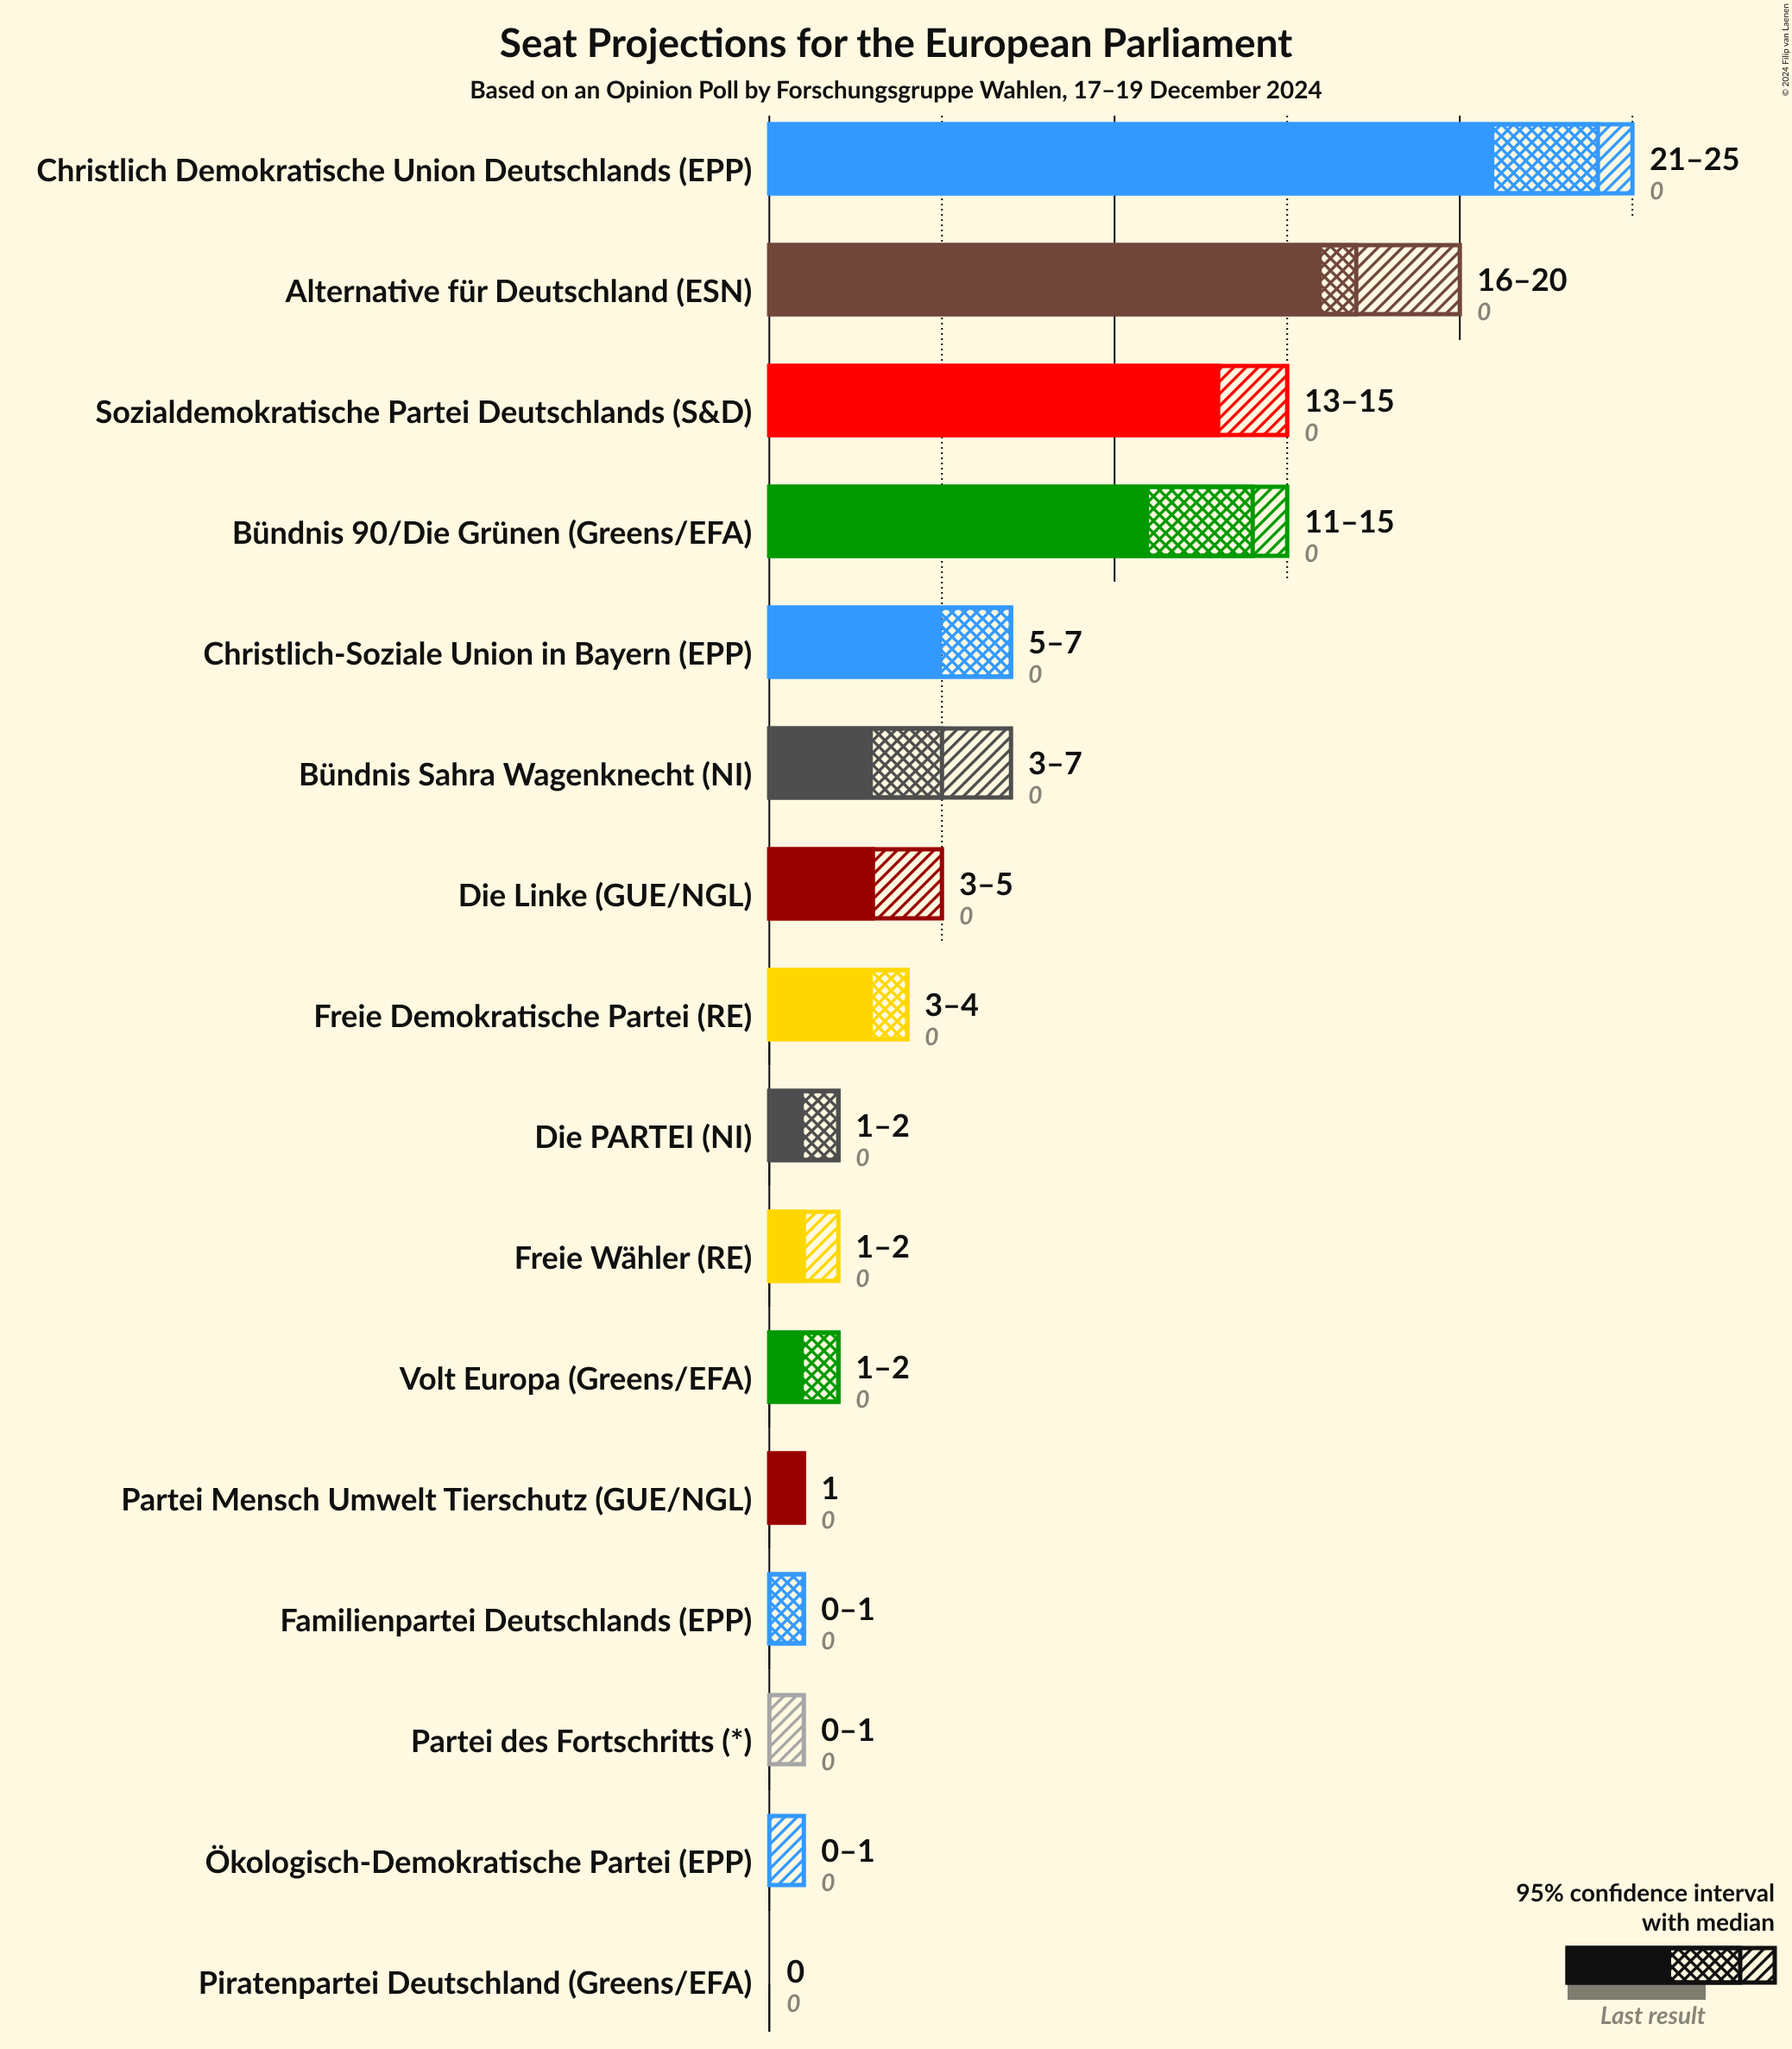 Seat Projections for the European Parliament
Based on an Opinion Poll by Forschungsgruppe Wahlen, 17–19 December 2024
© 2024 Filip van Laenen
Christlich Demokratische Union Deutschlands (EPP)
21–25
0
Alternative für Deutschland (ESN)
16–20
0
Sozialdemokratische Partei Deutschlands (S&D)
13–15
0
Bündnis 90/Die Grünen (Greens/EFA)
11–15
0
Christlich-Soziale Union in Bayern (EPP)
5–7
0
Bündnis Sahra Wagenknecht (NI)
3–7
0
Die Linke (GUE/NGL)
3–5
0
Freie Demokratische Partei (RE)
3–4
0
Die PARTEI (NI)
1–2
0
Freie Wähler (RE)
1–2
0
Volt Europa (Greens/EFA)
1–2
0
Partei Mensch Umwelt Tierschutz (GUE/NGL)
1
0
Familienpartei Deutschlands (EPP)
0–1
0
Partei des Fortschritts (*)
0–1
0
Ökologisch-Demokratische Partei (EPP)
0–1
0
Piratenpartei Deutschland (Greens/EFA)
0
0
95% confidence interval
with median
Last result